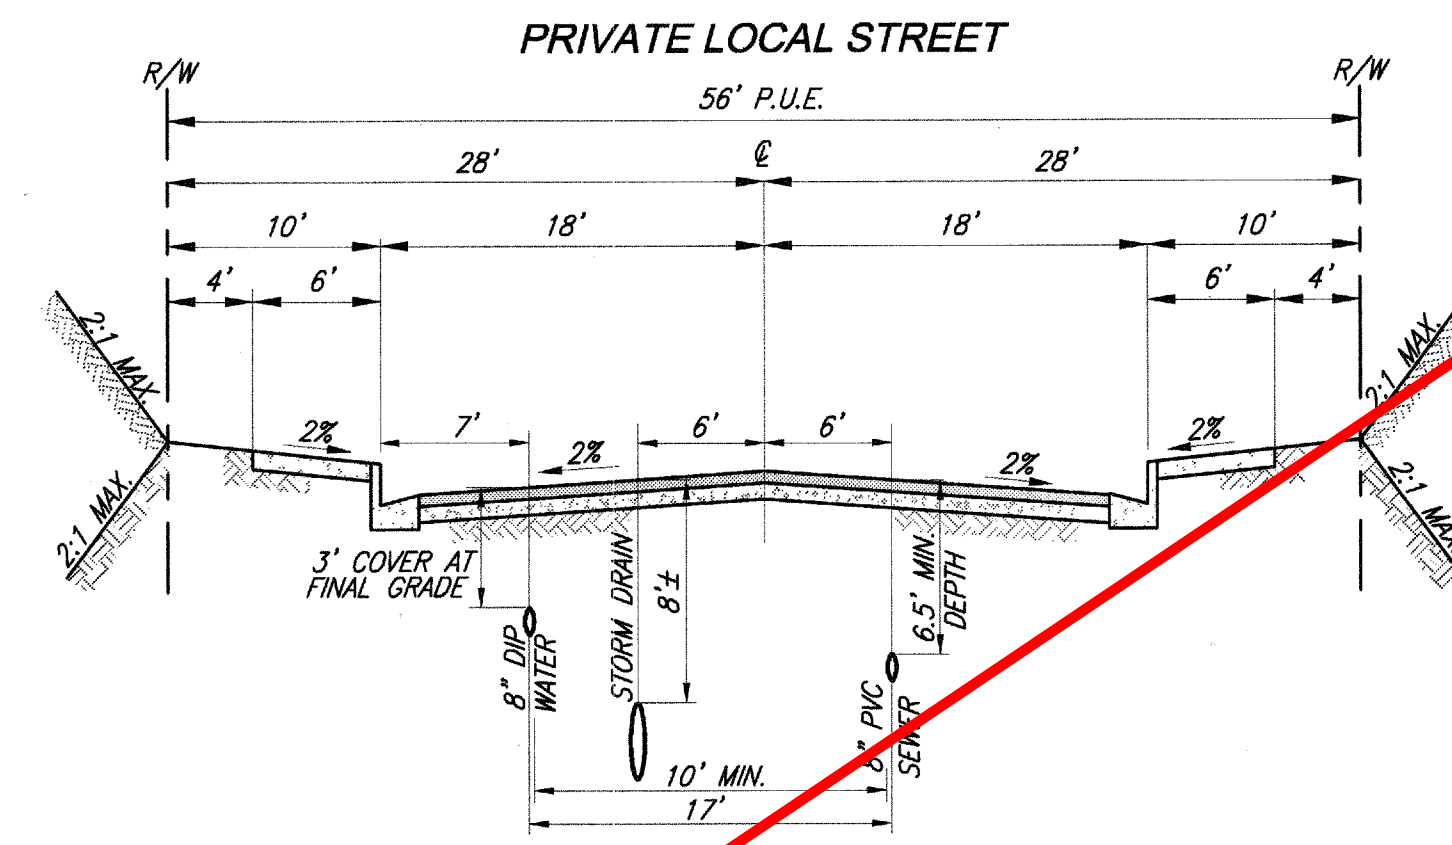 PRIVATE LOCAL STREET
R/W
R/W
56' P.U.E.
28'
℄
28'
10'
18'
18'
10'
4'
6'
6'
4'
2:1 MAX.
2:1 MAX.
2%
7'
6'
6'
2%
2%
2%
2:1 MAX.
2:1 MAX
3' COVER AT
FINAL GRADE
8" DIP
WATER
STORM DRAIN
8'±
6.5' MIN.
DEPTH
8" PVC
SEWER
10' MIN.
17'